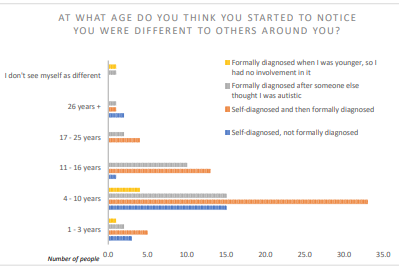 AT WHAT AGE DO YOU THINK YOU STARTED TO NOTICE
YOU WERE DIFFERENT TO OTHERS AROUND YOU?
Formally diagnosed when I was younger, so I
had no involvement in it
Formally diagnosed after someone else
thought I was autistic
Self-diagnosed and then formally diagnosed
Self-diagnosed, not formally diagnosed
I don't see myself as different
26 years +
17 - 25 years
11 - 16 years
4 - 10 years
1 - 3 years
Number of people
0.0 5.0 10.0 15.0 20.0 25.0 30.0 35.0